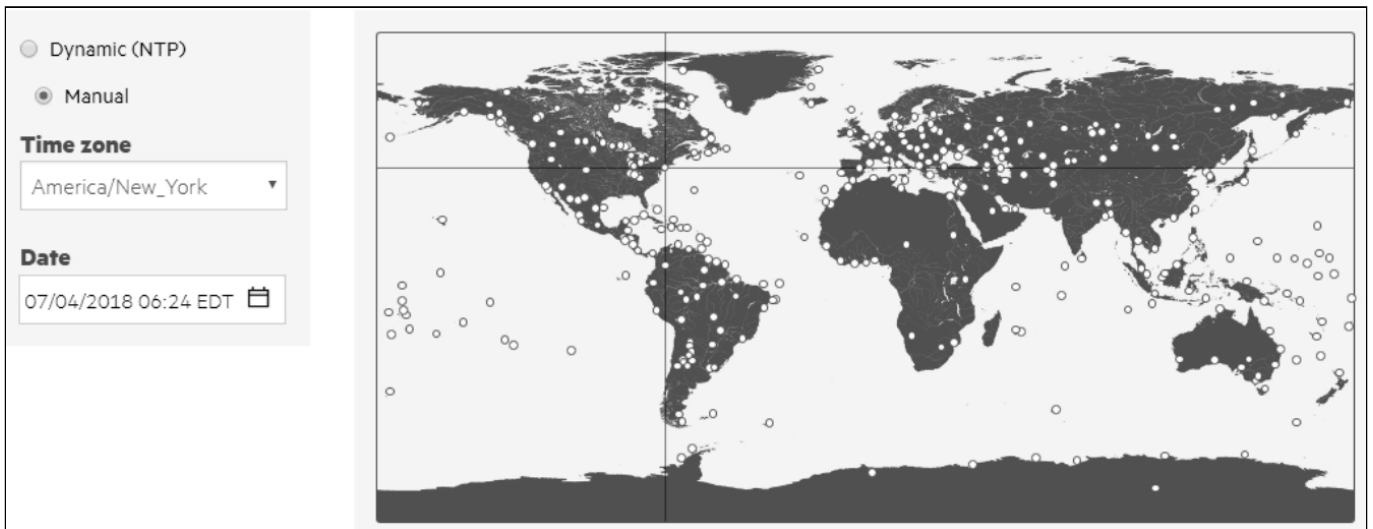 Dynamic (NTP)
Manual
Time zone
America/New_York
Date
07/04/2018 06:24 EDT